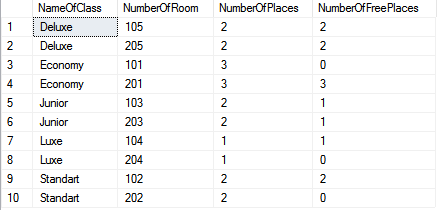 NameOfClass NumberOfRoom NumberOfPlaces NumberOfFreePlaces
1 Deluxe 105 2 2
2 Deluxe 205 2 2
3 Economy 101 3 0
4 Economy 201 3 3
5 Junior 103 2 1
6 Junior 203 2 1
7 Luxe 104 1 1
8 Luxe 204 1 0
9 Standart 102 2 2
10 Standart 202 2 0